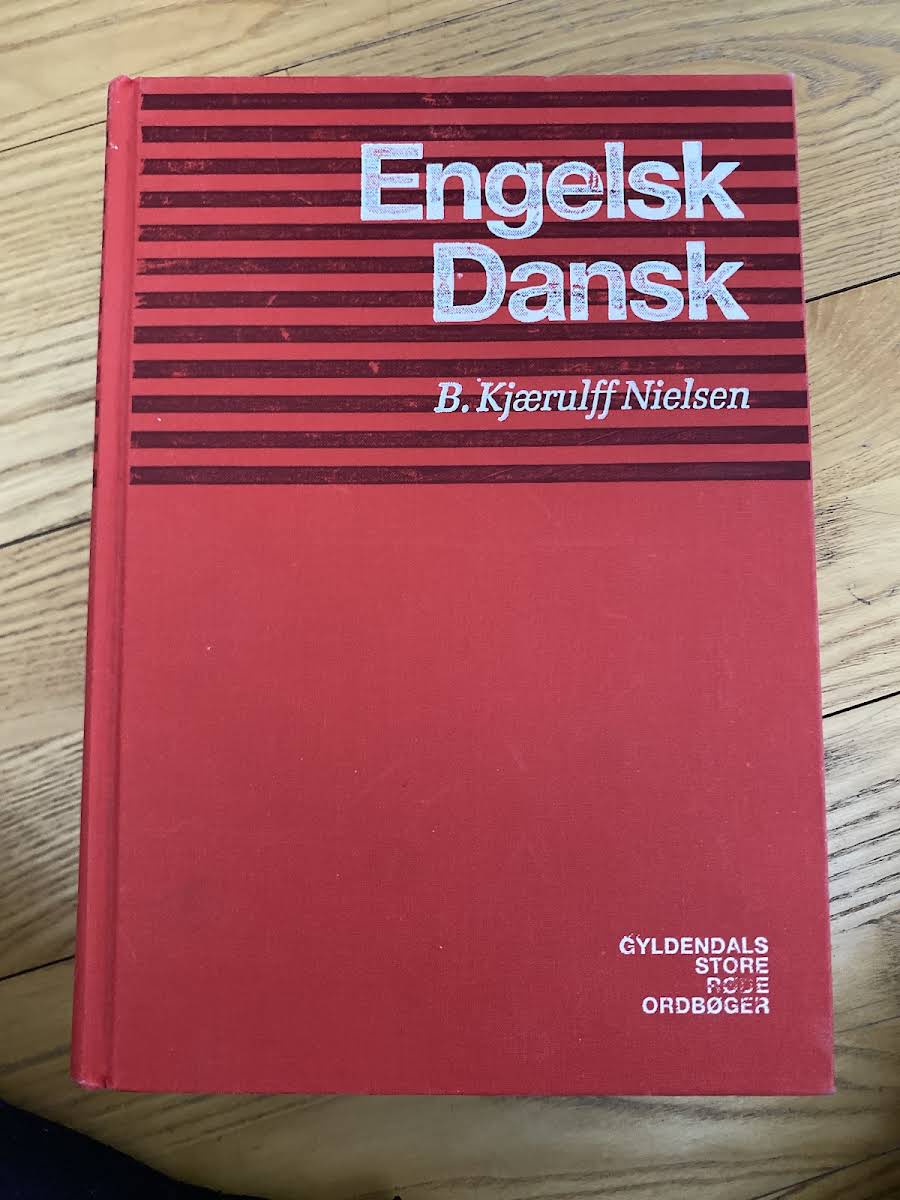 Engelsk
Dansk
B. Kjærulff Nielsen
GYLDENDALS
STORE
RØDE
ORDBØGER